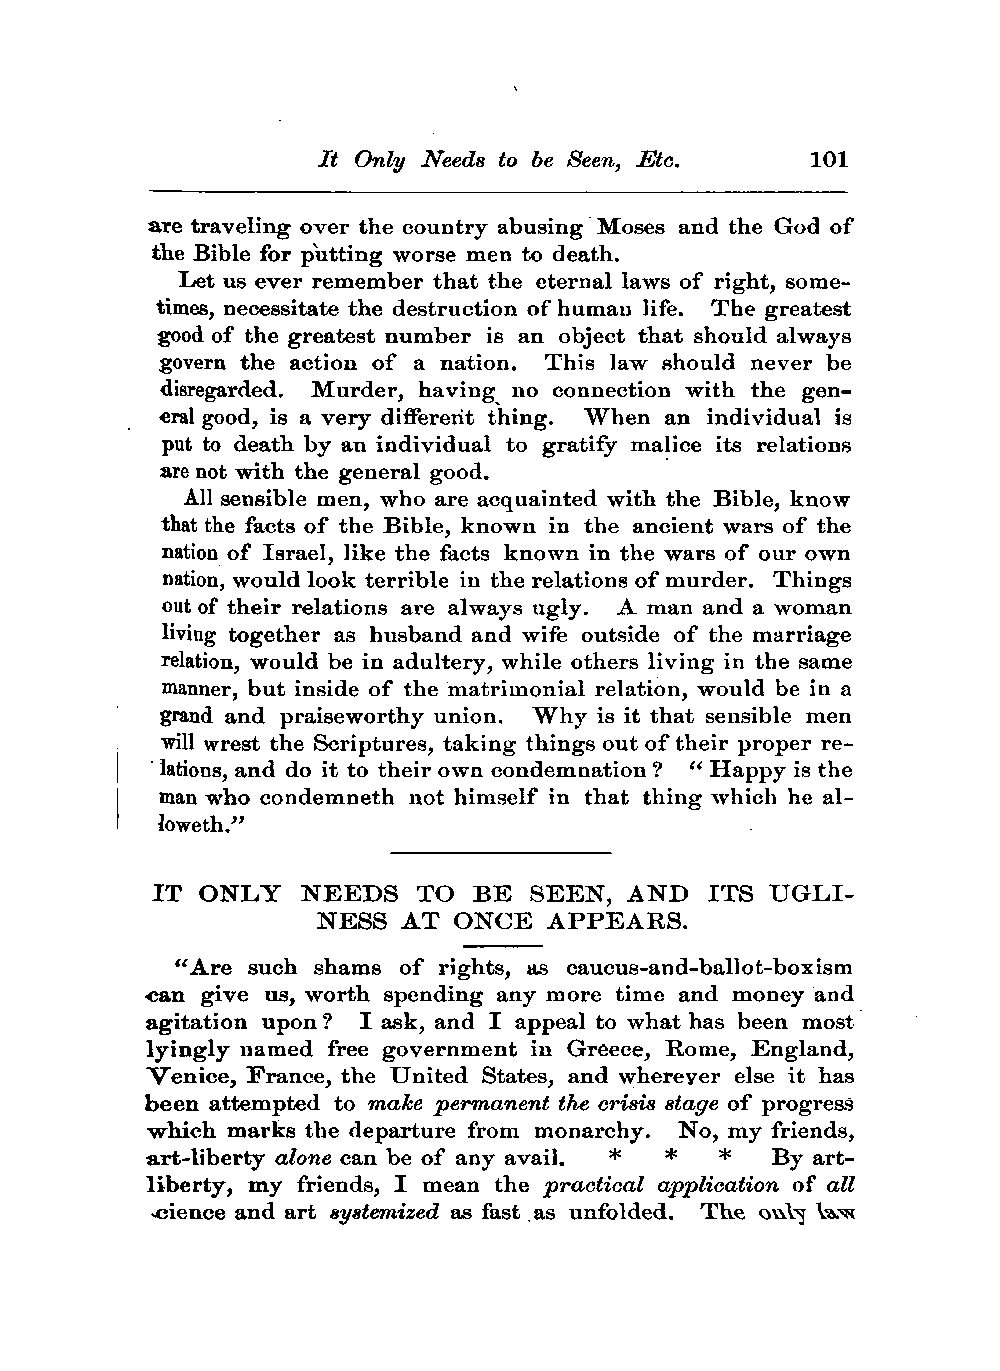 It Only Needs to be Seen, Etc. 101
are traveling over the country abusing Moses and the God of
the Bible for putting worse men to death.
Let us ever remember that the eternal laws of right, some-
times, necessitate the destruction of human life. The greatest
good of the greatest number is an object that should always
govern the action of a nation. This law should never be
disregarded. Murder, having no connection with the gen-
eral good, is a very different thing. When an individual is
put to death by an individual to gratify malice its relations
are not with the general good.
All sensible men, who are acquainted with the Bible, know
that the facts of the Bible, known in the ancient wars of the
nation of Israel, like the facts known in the wars of our own
nation, would look terrible in the relations of murder. Things
out of their relations are always ugly. A man and a woman
living together as husband and wife outside of the marriage
relation, would be in adultery, while others living in the same
manner, but inside of the matrimonial relation, would be in a
grand and praiseworthy union. Why is it that sensible men
will wrest the Scriptures, taking things out of their proper re-
lations, and do it to their own condemnation? "Happy is the
man who condemneth not himself in that thing which he al-
loweth."
IT ONLY NEEDS TO BE SEEN, AND ITS UGLI-
NESS AT ONCE APPEARS.
"Are such shams of rights, as caucus-and-ballot-boxism
can give us, worth spending any more time and money and
agitation upon? I ask, and I appeal to what has been most
lyingly named free government in Greece, Rome, England,
Venice, France, the United States, and wherever else it has
been attempted to make permanent the crisis stage of progress
which marks the departure from monarchy. No, my friends,
art-liberty alone can be of any avail. * * * By art-
liberty, my friends, I mean the practical application of all
cience and art systemized as fast as unfolded. The only law